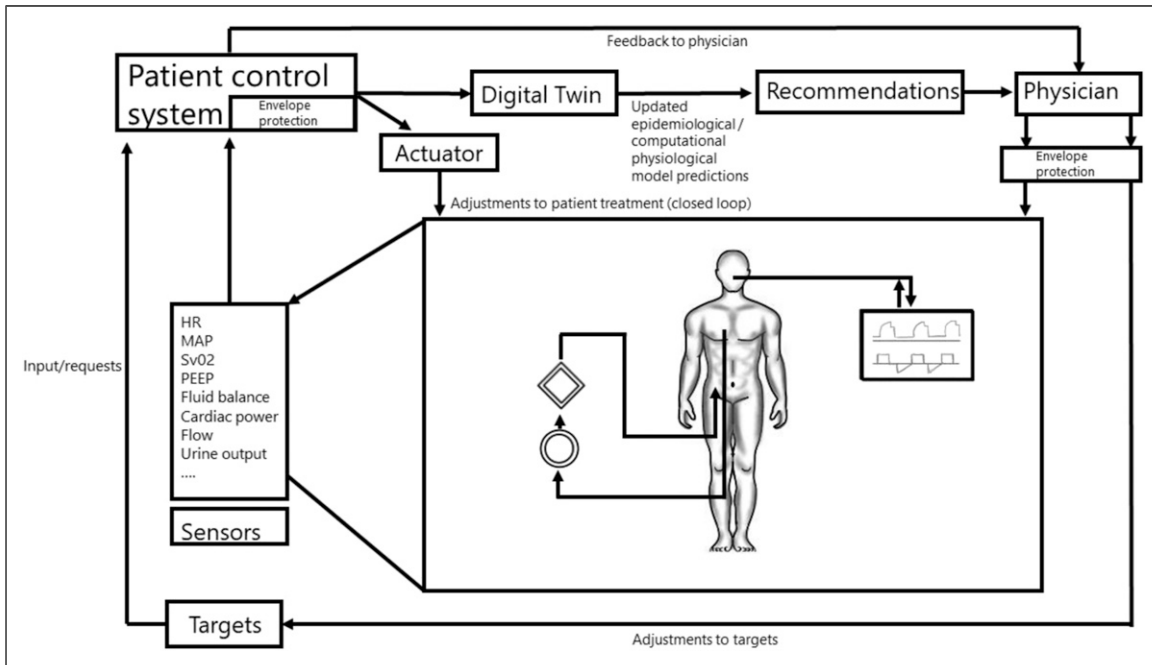 Feedback to physician
Patient control
system
Envelope
protection
Digital Twin
Recommendations
Physician
Updated
epidemiological/
computational
physiological
model predictions
Actuator
Envelope
protection
Adjustments to patient treatment (closed loop)
HR
MAP
Sv02
PEEP
Fluid balance
Cardiac power
Flow
Urine output
....
Input/requests
Sensors
Targets
Adjustments to targets